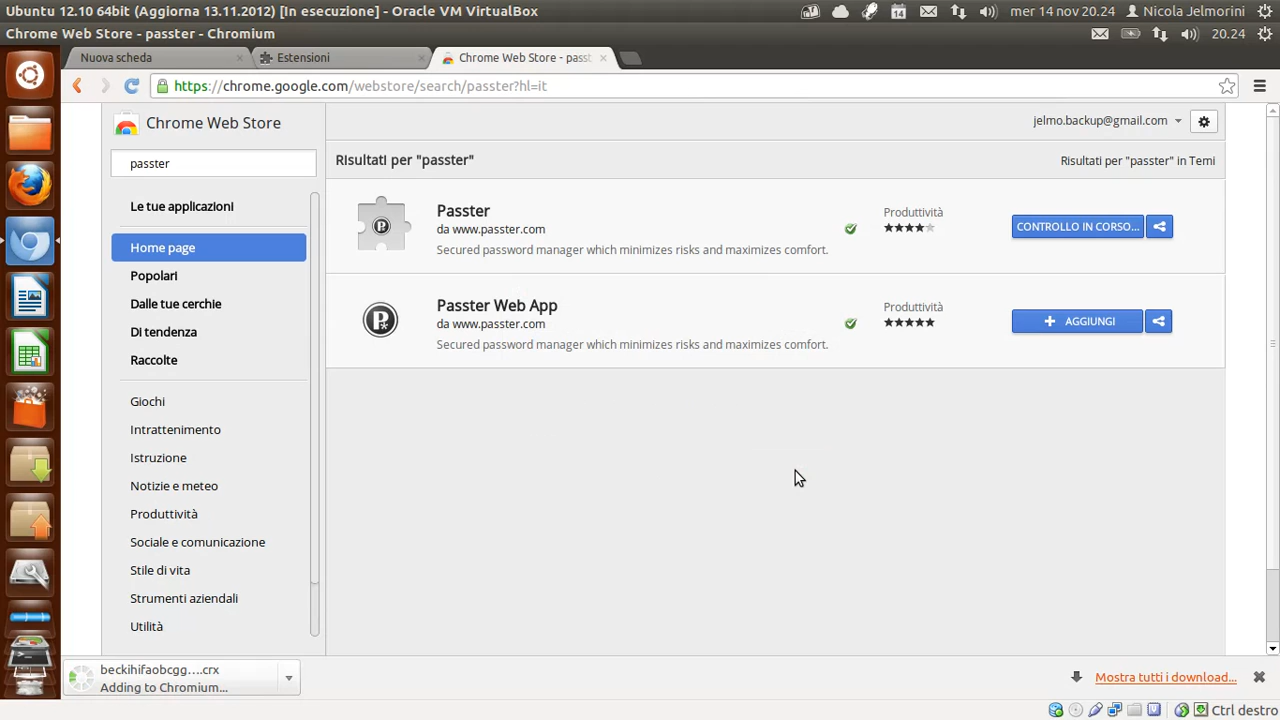 Ubuntu 12.10 64bit (Aggiorna 13.11.2012) [In esecuzione] - Oracle VM VirtualBox
14
mer 14 nov 20.24
Nicola Jelmorini
Chrome Web Store - passter - Chromium
20.24
Nuova scheda
Estensioni
Chrome Web Store - passt
https://chrome.google.com/webstore/search/passter?hl=it
Chrome Web Store
jelmo.backup@gmail.com
passter
Risultati per "passter"
Risultati per "passter" in Temi
Le tue applicazioni
Home page
Popolari
Dalle tue cerchie
Di tendenza
Raccolte
Giochi
Intrattenimento
Istruzione
Notizie e meteo
Produttività
Sociale e comunicazione
Stile di vita
Strumenti aziendali
Utilità
Passter
da www.passter.com
Secured password manager which minimizes risks and maximizes comfort.
Produttività
CONTROLLO IN CORSO...
Passter Web App
da www.passter.com
Secured password manager which minimizes risks and maximizes comfort.
Produttività
AGGIUNGI
beckihifaobcgg....crx
Adding to Chromium...
Mostra tutti i download...
Ctrl destro